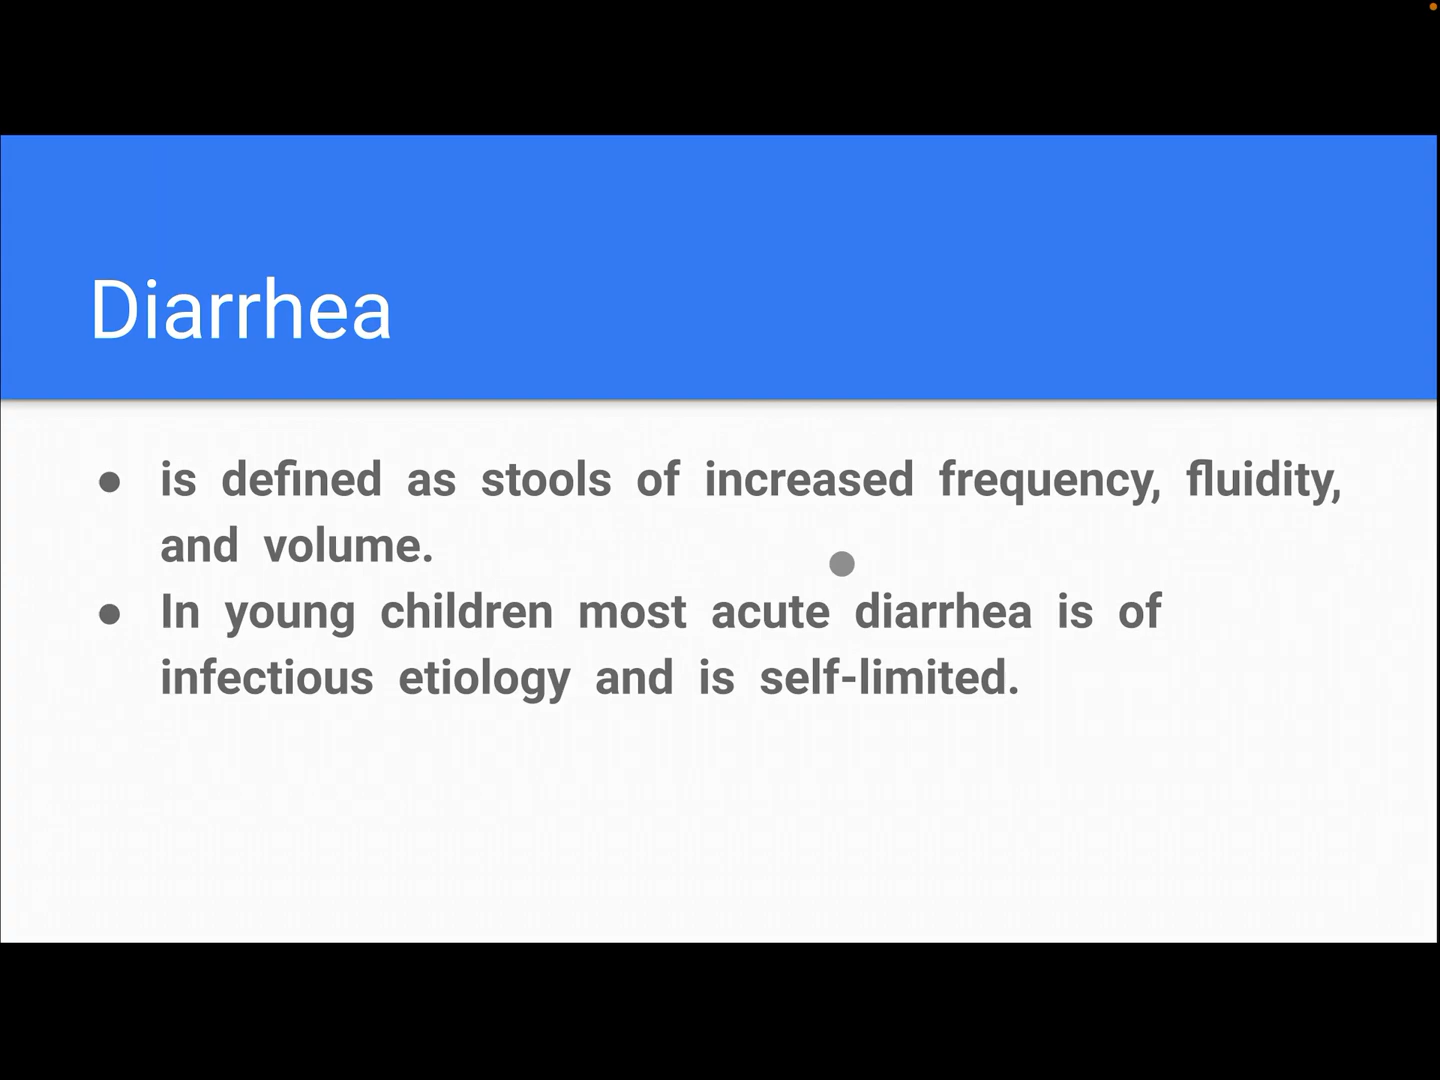 Diarrhea
● is defined as stools of increased frequency, fluidity,
and volume.
● In young children most acute diarrhea is of
infectious etiology and is self-limited.